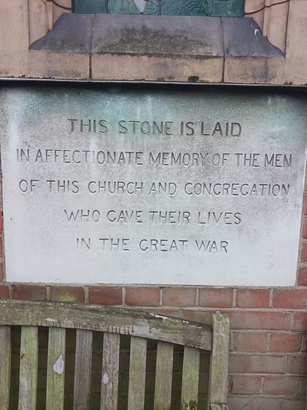 THIS STONE IS LAID
IN AFFECTIONATE MEMORY OF THE MEN
OF THIS CHURCH AND CONGREGATION
WHO GAVE THEIR LIVES
IN THE GREAT WAR